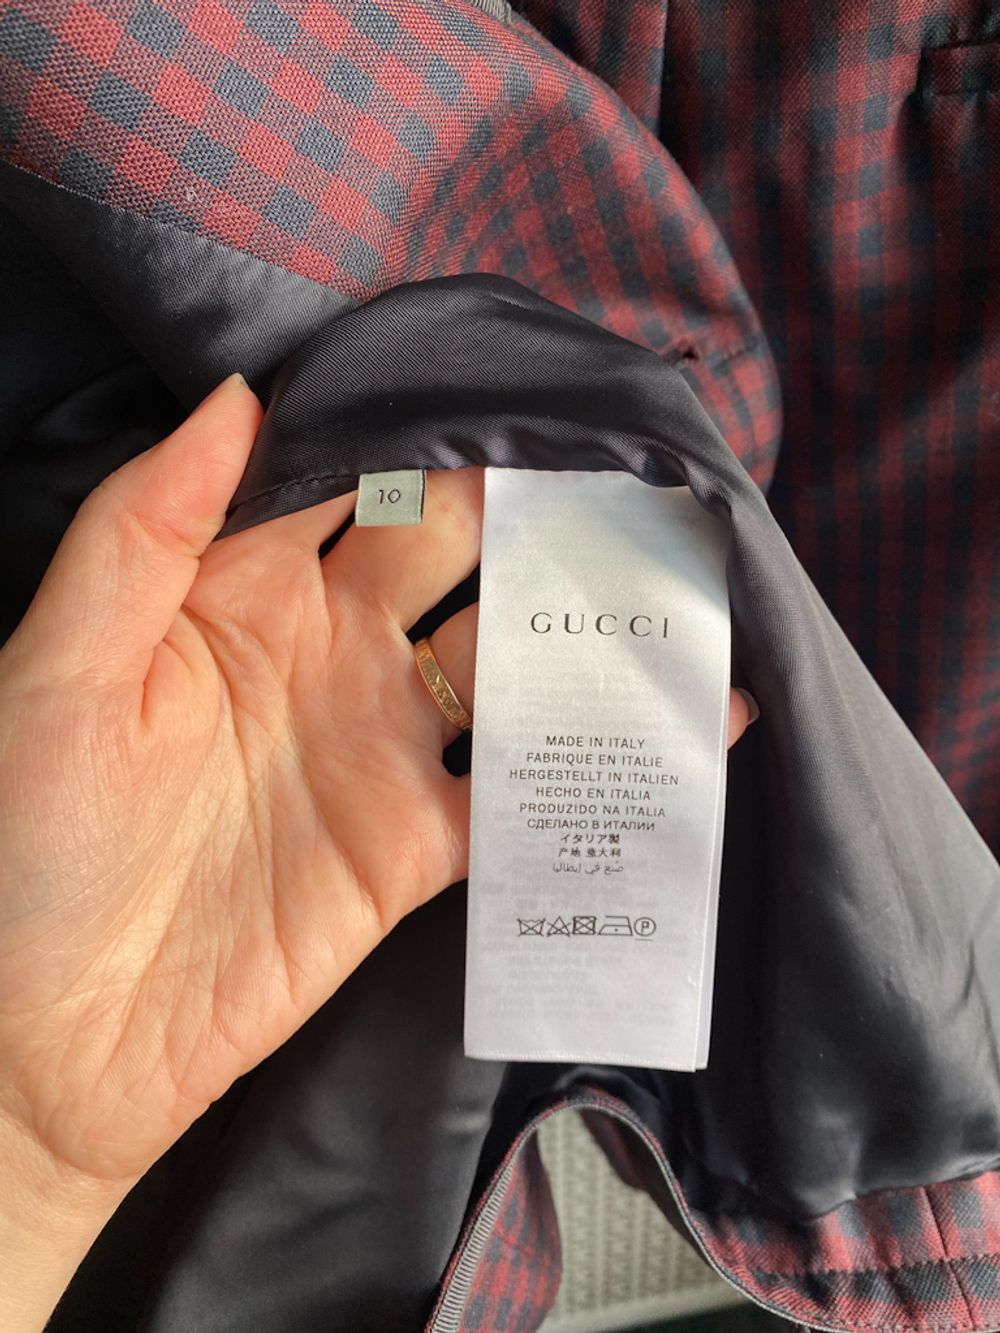 10
GUCCI
MADE IN ITALY
FABRIQUE EN ITALIE
HERGESTELLT IN ITALIEN
HECHO EN ITALIA
PRODUZIDO NA ITALIA
СДЕЛАНО В ИТАЛИИ
イタリア製
产地 意大利
صنع في إيطاليا
P